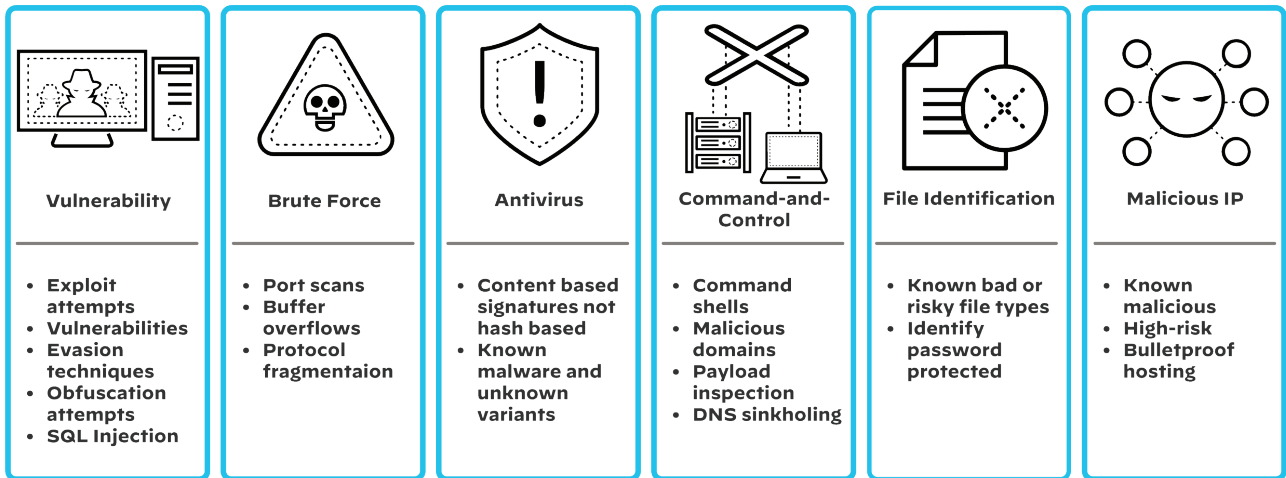 Vulnerability
• Exploit
attempts
• Vulnerabilities
• Evasion
techniques
• Obfuscation
attempts
• SQL Injection
Brute Force
• Port scans
• Buffer
overflows
• Protocol
fragmentaion
Antivirus
• Content based
signatures not
hash based
• Known
malware and
unknown
variants
Command-and-
Control
• Command
shells
• Malicious
domains
• Payload
inspection
• DNS sinkholing
File Identification
• Known bad or
risky file types
• Identify
password
protected
Malicious IP
• Known
malicious
• High-risk
• Bulletproof
hosting